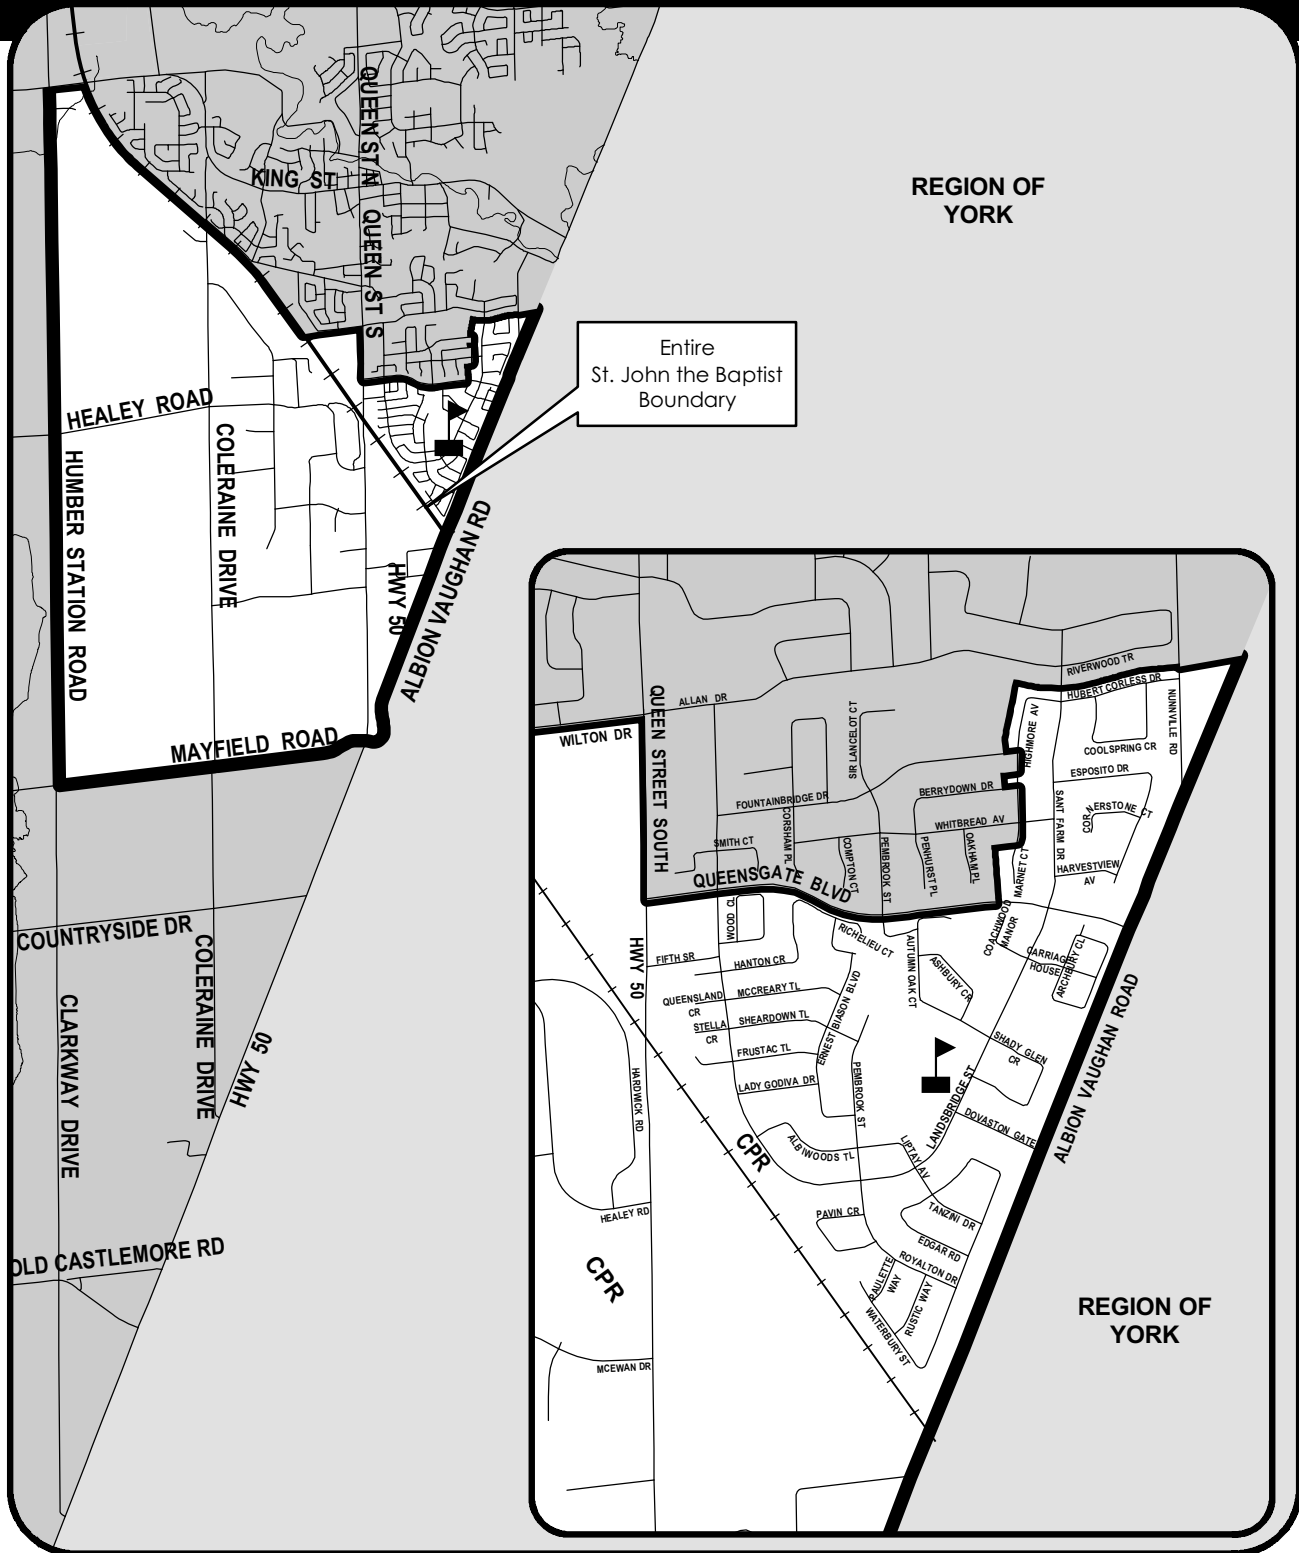 QUEEN ST N
KING ST
QUEEN ST S
REGION OF
YORK
Entire
St. John the Baptist
Boundary
HEALEY ROAD
COLERAINE DRIVE
HUMBER STATION ROAD
HWY 50
ALBION VAUGHAN RD
MAYFIELD ROAD
COUNTRYSIDE DR
COLERAINE DRIVE
CLARKWAY DRIVE
HWY 50
OLD CASTLEMORE RD
RIVERWOOD TR
ALLAN DR
HUBERT CORLESS DR
QUEEN STREET SOUTH
WILTON DR
SIR LANCELOT CT
HIGHMORE AV
NUNNVILLE RD
COOLSPRING CR
ESPOSITO DR
BERRYDOWN DR
FOUNTAINBRIDGE DR
CORSHAM PL
SANT FARM DR
CORNERSTONE CT
WHITBREAD AV
SMITH CT
COMPTON CT
PEMBROOK ST
PENHURST PL
OAKHAM PL
MARNET CT
HARVESTVIEW
AV
QUEENSGATE BLVD
WOOD CL
RICHELIEU CT
AUTUMN OAK CT
COACHWOOD
MANOR
CARRIAGE
HOUSE
ARCHBURY CL
HWY 50
FIFTH SR
HANTON CR
ASHBURY CR
QUEENSLAND
CR
MCCREARY TL
ERNEST BIASON BLVD
STELLA
CR
SHEARDOWN TL
FRUSTAC TL
SHADY GLEN
CR
ALBION VAUGHAN ROAD
HARDWICK RD
LADY GODIVA DR
PEMBROOK ST
LANDSBRIDGE ST
DOVASTON GATE
CPR
ALBIWOODS TL
LIPTAY AV
HEALEY RD
PAVIN CR
TANZINI DR
EDGAR RD
ROYALTON DR
CPR
PAULETTE
WAY
RUSTIC WAY
WATERBURY ST
REGION OF
YORK
MCEWAN DR